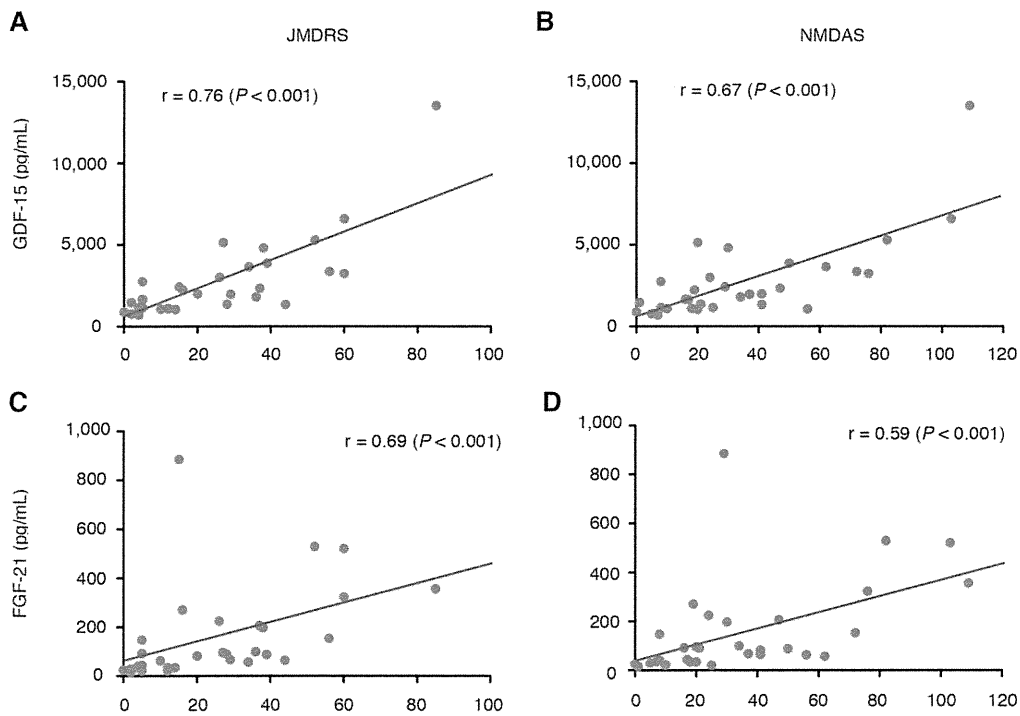 A
JMDRS
B
NMDAS
GDF-15 (pg/mL)
15,000
10,000
5,000
0
r = 0.76 (P < 0.001)
0 20 40 60 80 100
15,000
10,000
5,000
0
r = 0.67 (P < 0.001)
0 20 40 60 80 100 120
C
FGF-21 (pg/mL)
1,000
800
600
400
200
0
r = 0.69 (P < 0.001)
0 20 40 60 80 100
D
1,000
800
600
400
200
0
r = 0.59 (P < 0.001)
0 20 40 60 80 100 120